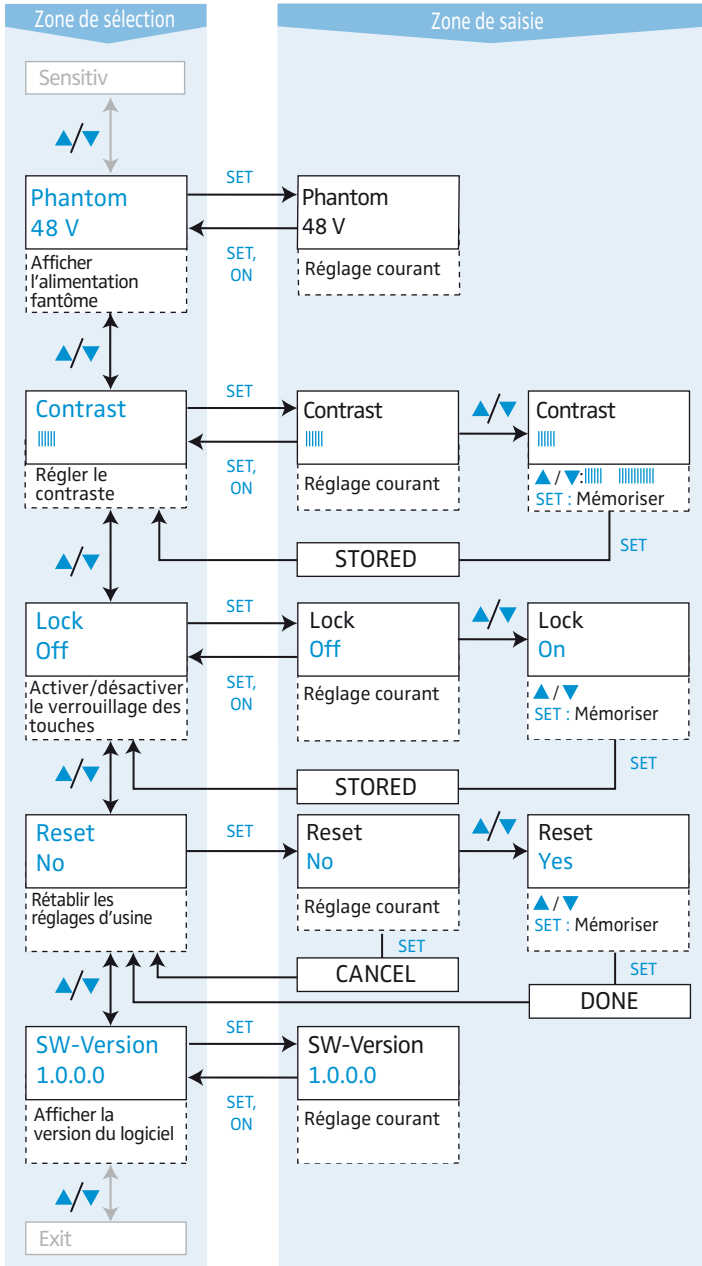 Zone de sélection
Zone de saisie
Sensitiv
▲/▼
Phantom
48 V
Afficher
l'alimentation
fantôme
SET
SET,
ON
Phantom
48 V
Réglage courant
▲/▼
Contrast
Régler le
contraste
SET
SET,
ON
Contrast
Réglage courant
▲/▼
Contrast
▲ / ▼:
SET : Mémoriser
SET
STORED
▲/▼
Lock
Off
Activer/désactiver
le verrouillage des
touches
SET
SET,
ON
Lock
Off
Réglage courant
▲/▼
Lock
On
▲ / ▼
SET : Mémoriser
SET
STORED
▲/▼
Reset
No
Rétablir les
réglages d'usine
SET
Reset
No
Réglage courant
SET
CANCEL
▲/▼
Reset
Yes
▲ / ▼
SET : Mémoriser
SET
DONE
▲/▼
SW-Version
1.0.0.0
Afficher la
version du logiciel
SET
SET,
ON
SW-Version
1.0.0.0
Réglage courant
▲/▼
Exit